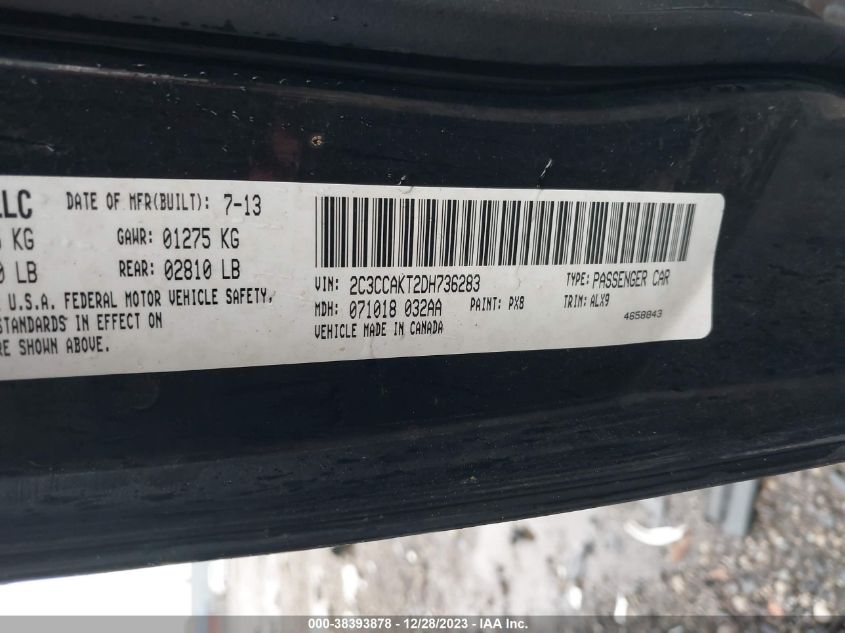 LLC DATE OF MFR(BUILT): 7-13
KG GAWR: 01275 KG
LB REAR: 02810 LB
U.S.A. FEDERAL MOTOR VEHICLE SAFETY,
STANDARDS IN EFFECT ON
RE SHOWN ABOVE.
VIN: 2C3CCAKT2DH736283 TYPE: PASSENGER CAR
MDH: 071018 032AA PAINT: PX8 TRIM: ALX9
VEHICLE MADE IN CANADA 4658843
000-38393878 - 12/28/2023 - IAA Inc.